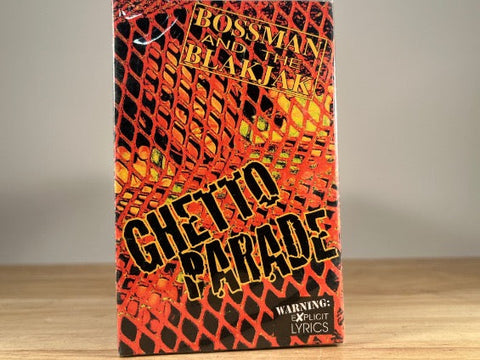 BOSSMAN
AND THE
BLAKJAK
GHETTO
PARADE
WARNING:
EXPLICIT
LYRICS